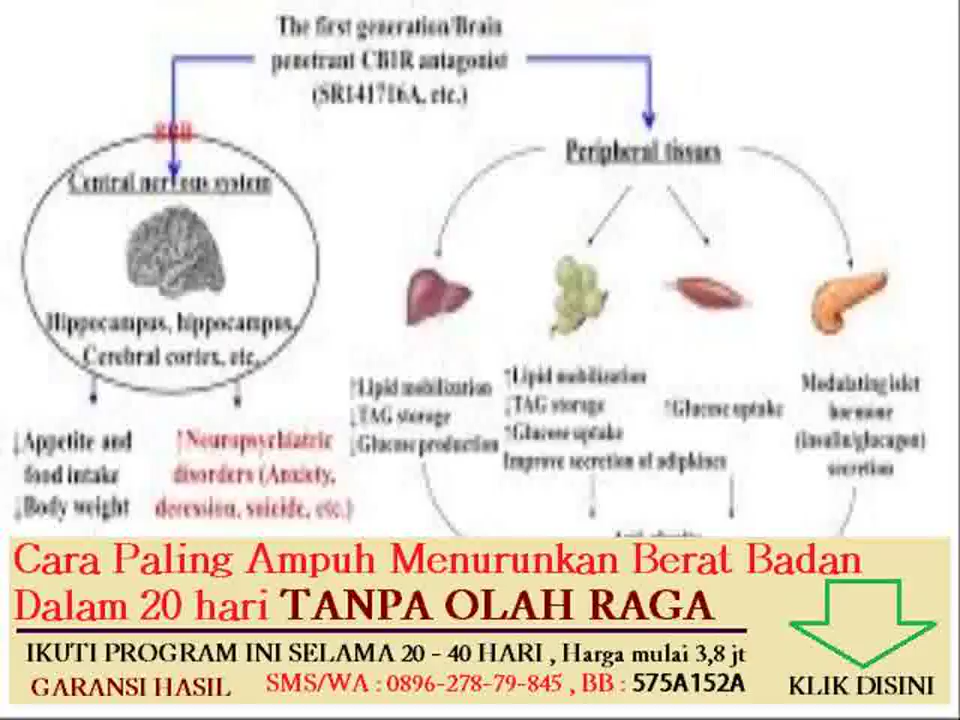 The first generation/Brain
penetrant CB1R antagonist
(SR141716A, etc.)
BBB
Central nervous system
Hippocampus, hippocampus,
Cerebral cortex, etc.
↓Appetite and
food intake
↓Body weight
↑Neuropsychiatric
disorders (Anxiety,
deression, suicide, etc.)
Peripheral tissues
↑Lipid mobilization
↓TAG storage
↓Glucose production
↑Lipid mobilization
↓TAG storage
↑Glucose uptake
Improve secretion of adipkines
↑Glucose uptake
Modulating islet
hormone
(insulin/glucagon)
secretion
Cara Paling Ampuh Menurunkan Berat Badan
Dalam 20 hari TANPA OLAH RAGA
IKUTI PROGRAM INI SELAMA 20 - 40 HARI , Harga mulai 3,8 jt
GARANSI HASIL SMS/WA : 0896-278-79-845 , BB : 575A152A
KLIK DISINI